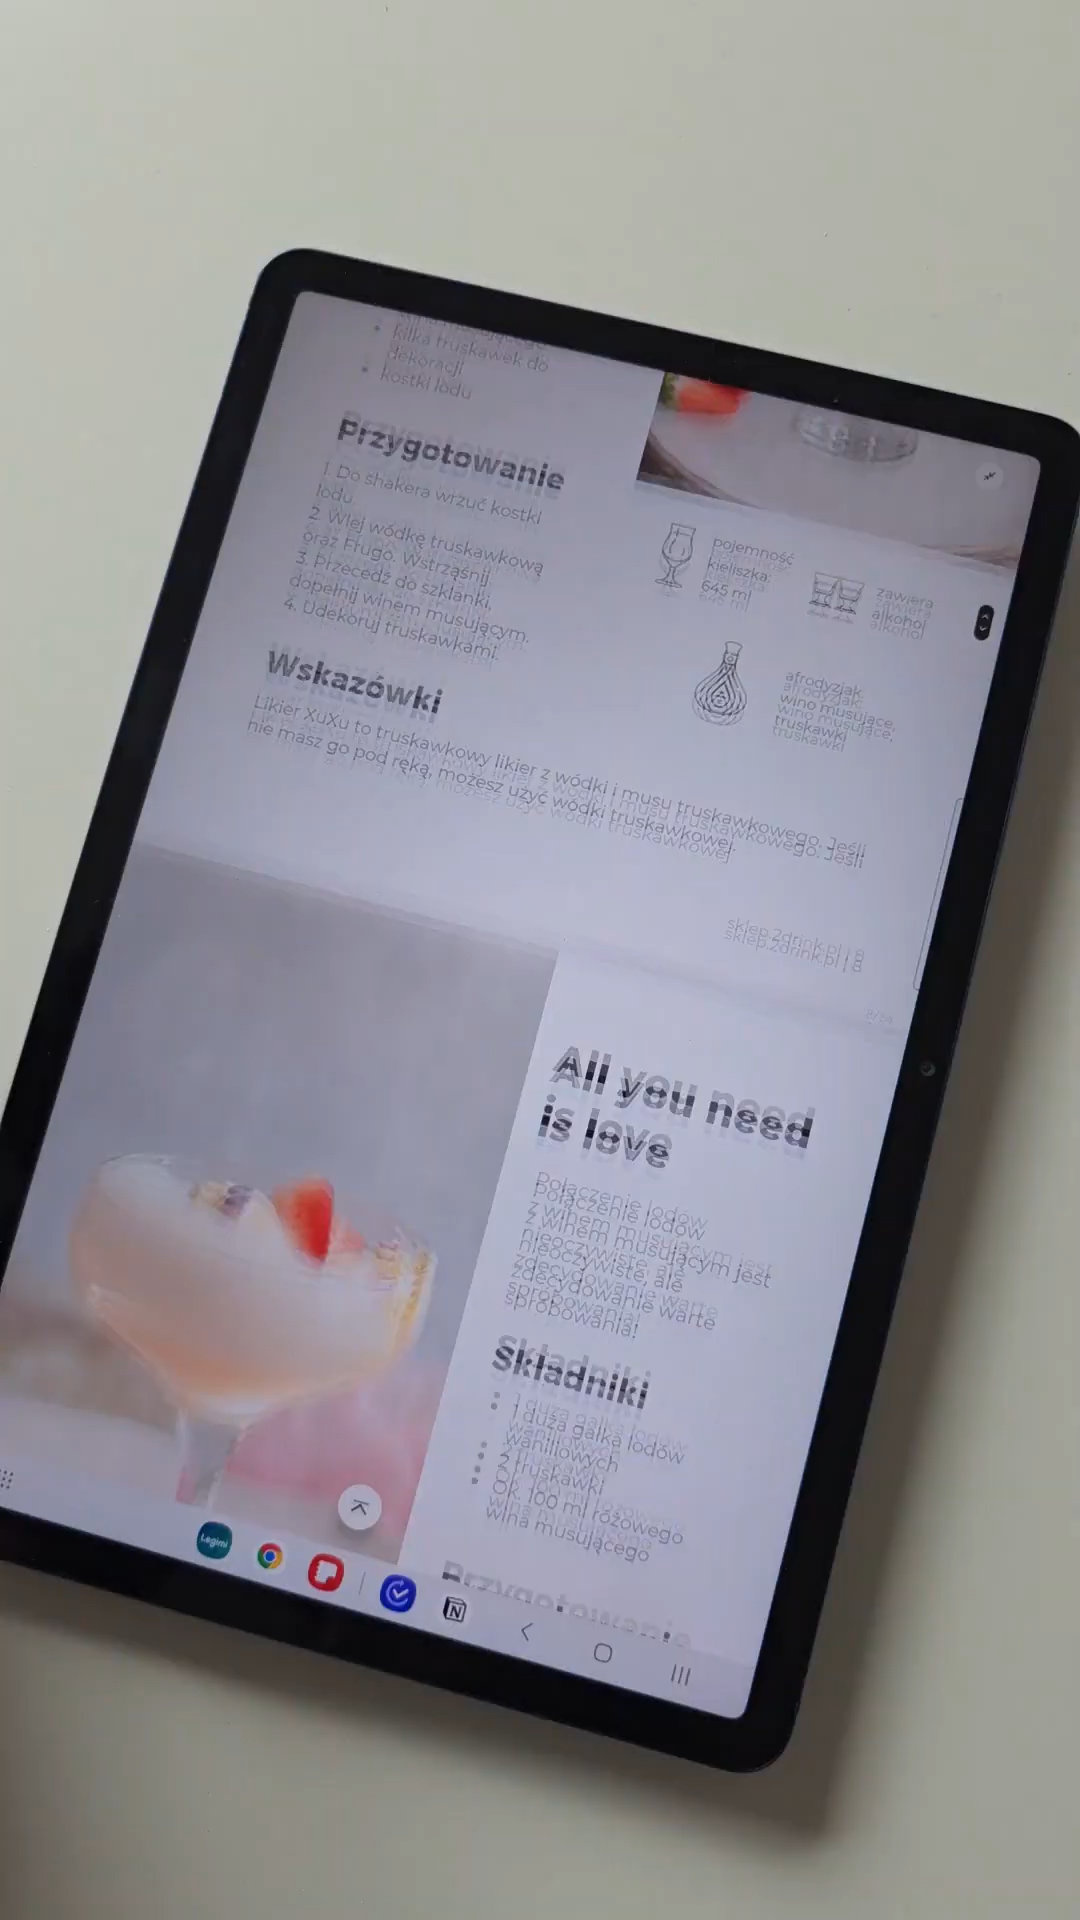 kilka truskawek do
dekoracji
kostki lodu
Przygotowanie
1. Do shakera wrzuć kostki
lodu
2. Wlej wódkę truskawkową
oraz Frugo. Wstrząśnij
3. Przecedź do szklanki,
dopełnij winem musującym.
4. Udekoruj truskawkami.
pojemność
kieliszka:
645 ml
zawiera
alkohol
afrodyzjak:
wino musujące,
truskawki
Wskazówki
Likier XuXu to truskawkowy likier z wódki i musu truskawkowego. Jeśli
nie masz go pod ręką, możesz użyć wódki truskawkowej.
sklep.2drink.pl | 8
All you need
is love
Połączenie lodów
z winem musującym jest
nieoczywiste, ale
zdecydowanie warte
spróbowania!
Składniki
1 duża gałka lodów
waniliowych
2 truskawki
Ok. 100 ml różowego
wina musującego
Przygotowanie
Legimi